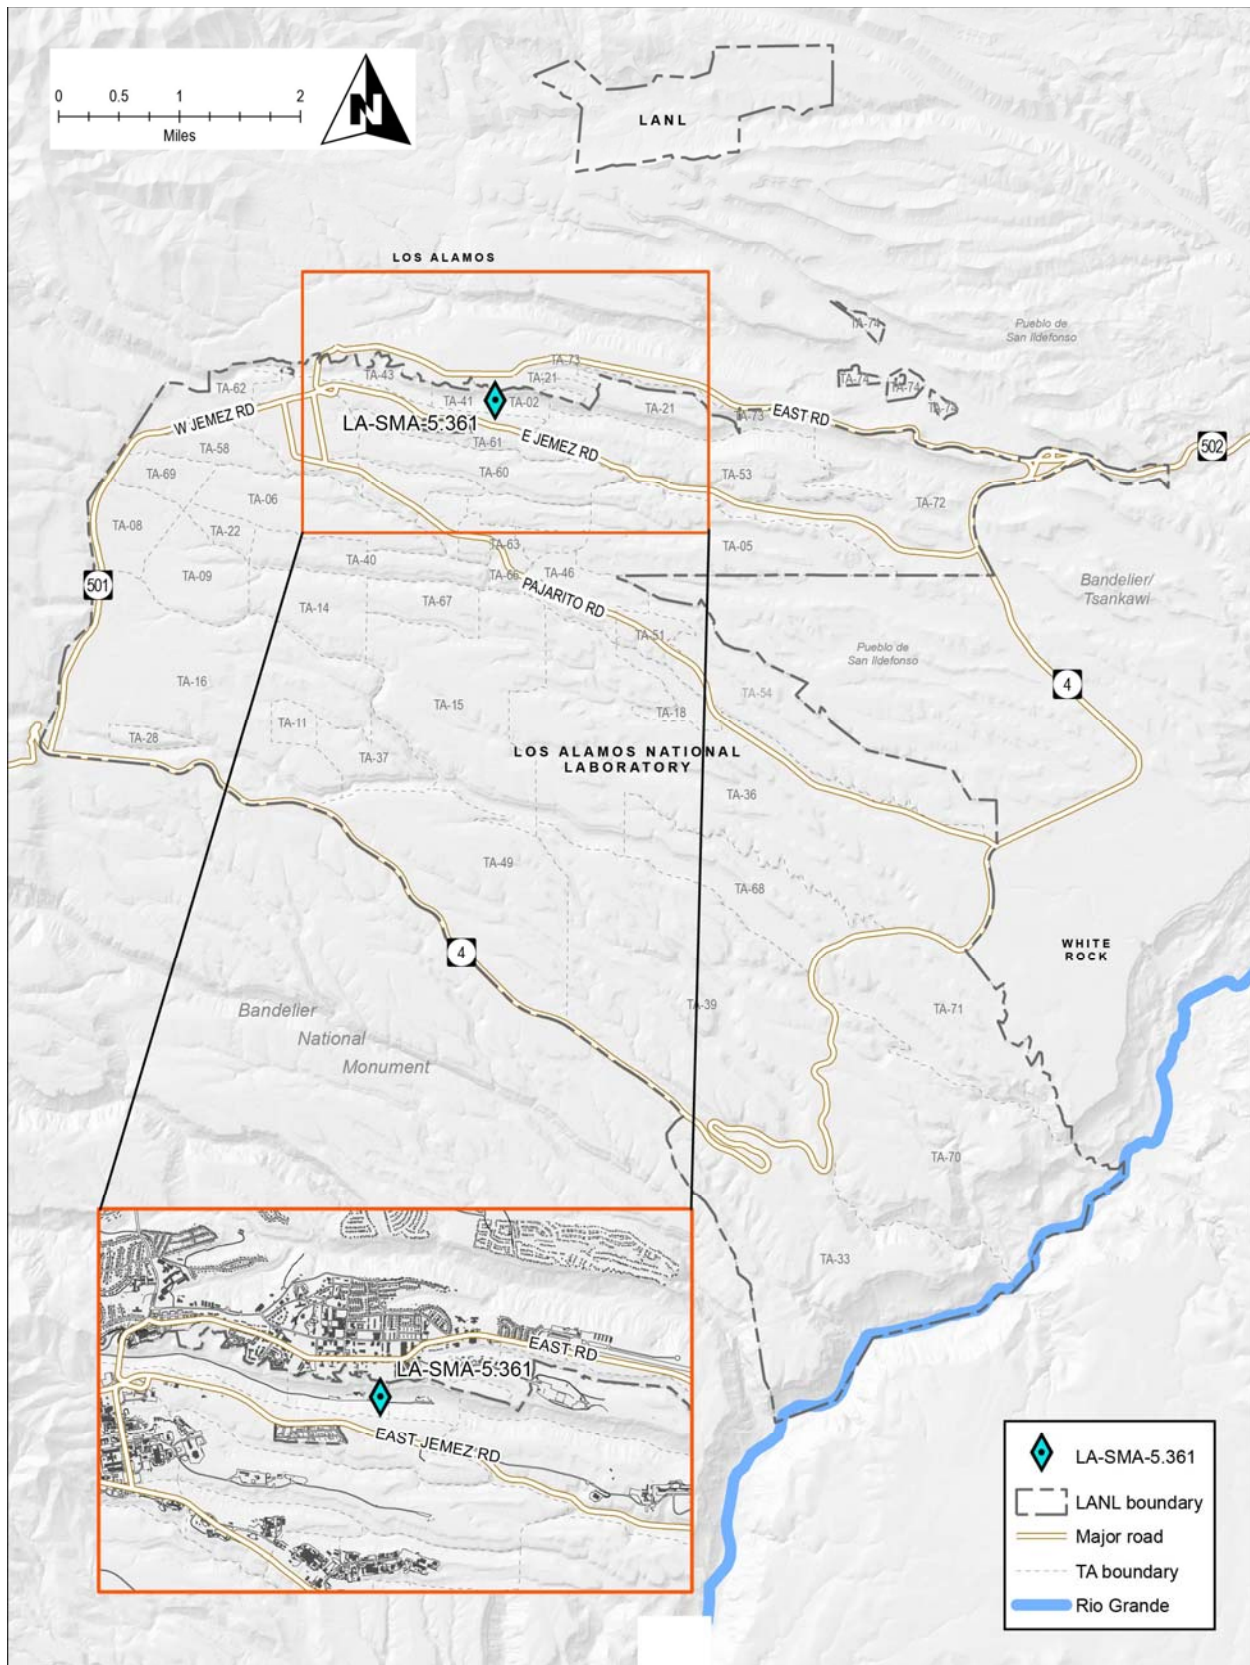 0 0.5 1 2
Miles
N
LANL
LOS ALAMOS
Pueblo de
San Ildefonso
TA-74
TA-74
TA-74
TA-74
TA-73
TA-62
TA-43
TA-21
TA-41
TA-02
TA-21
TA-73
EAST RD
W JEMEZ RD
LA-SMA-5.361
E JEMEZ RD
502
TA-58
TA-61
TA-69
TA-60
TA-53
TA-06
TA-72
TA-08
TA-22
TA-63
TA-05
TA-40
TA-66
TA-46
501
TA-09
PAJARITO RD
Bandelier/
Tsankawi
TA-14
TA-67
TA-51
Pueblo de
San Ildefonso
TA-16
TA-54
4
TA-15
TA-18
TA-11
TA-28
TA-37
LOS ALAMOS NATIONAL
LABORATORY
TA-36
TA-49
TA-68
4
WHITE
ROCK
TA-39
TA-71
Bandelier
National
Monument
TA-70
TA-33
EAST RD
LA-SMA-5.361
EAST JEMEZ RD
LA-SMA-5.361
LANL boundary
Major road
TA boundary
Rio Grande